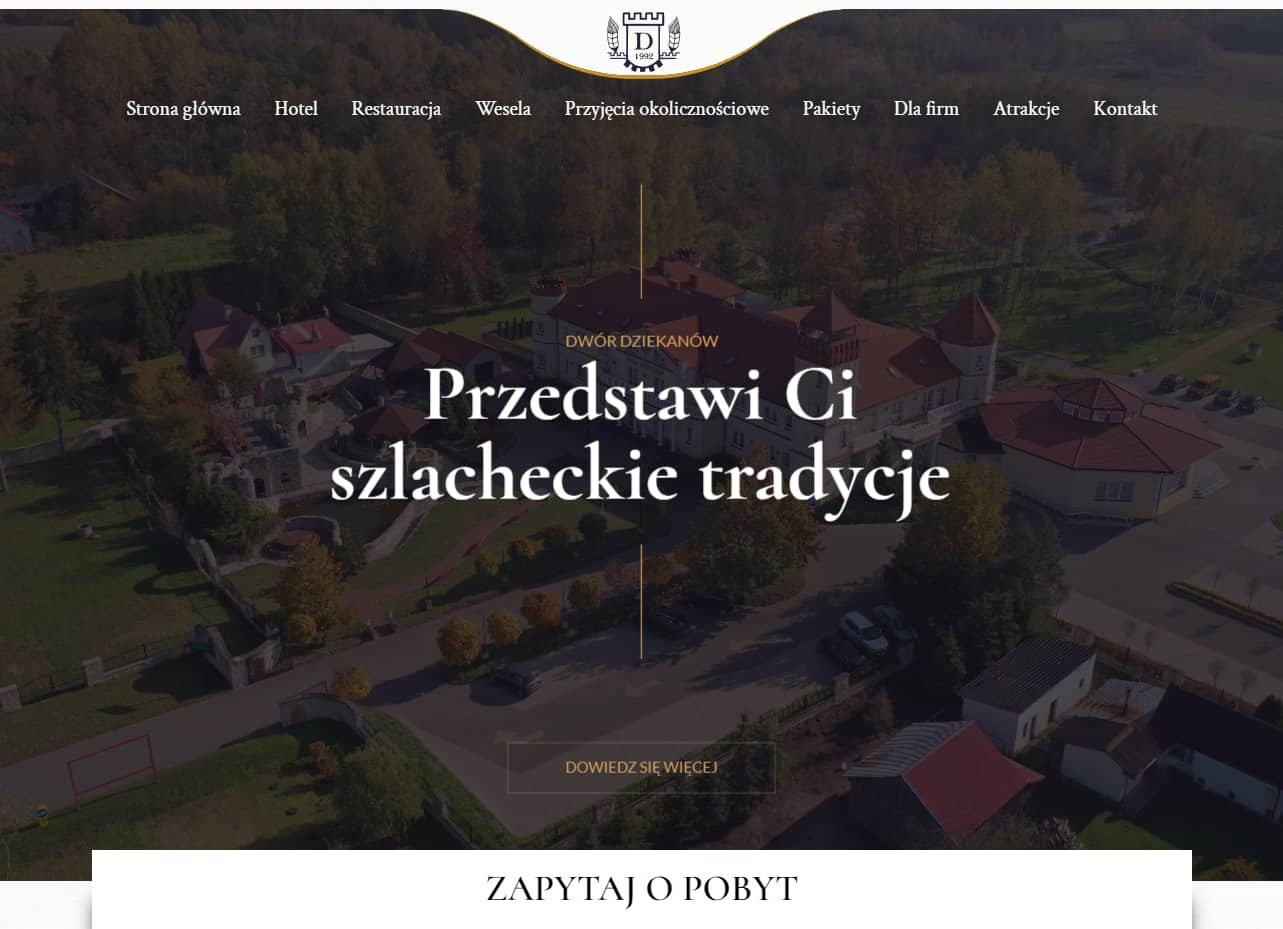 D
1992
Strona główna Hotel Restauracja Wesela Przyjęcia okolicznościowe Pakiety Dla firm Atrakcje Kontakt
DWÓR DZIEKANÓW
Przedstawi Ci
szlacheckie tradycje
DOWIEDZ SIĘ WIĘCEJ
ZAPYTAJ O POBYT